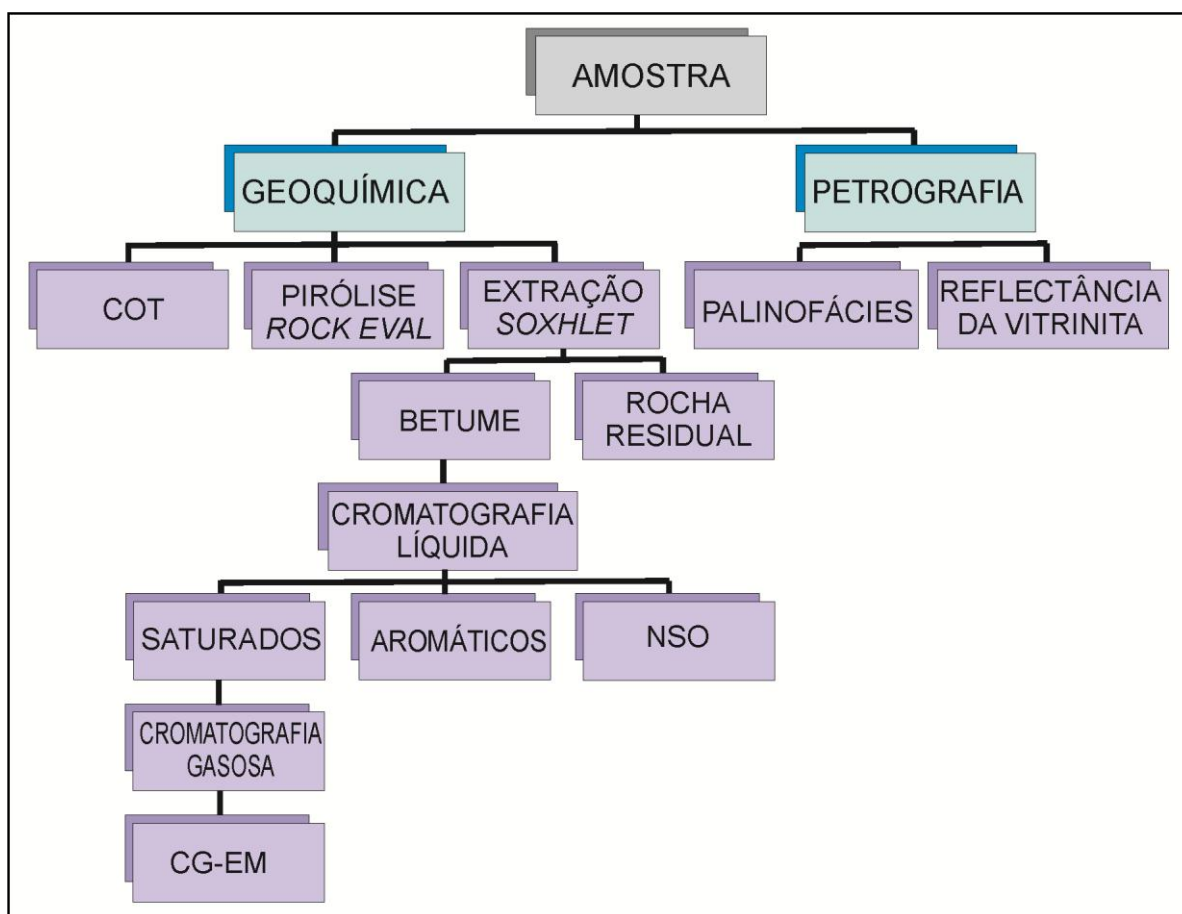 AMOSTRA
GEOQUÍMICA
PETROGRAFIA
COT
PIRÓLISE
ROCK EVAL
EXTRAÇÃO
SOXHLET
PALINOFÁCIES
REFLECTÂNCIA
DA VITRINITA
BETUME
ROCHA
RESIDUAL
CROMATOGRAFIA
LÍQUIDA
SATURADOS
AROMÁTICOS
NSO
CROMATOGRAFIA
GASOSA
CG-EM